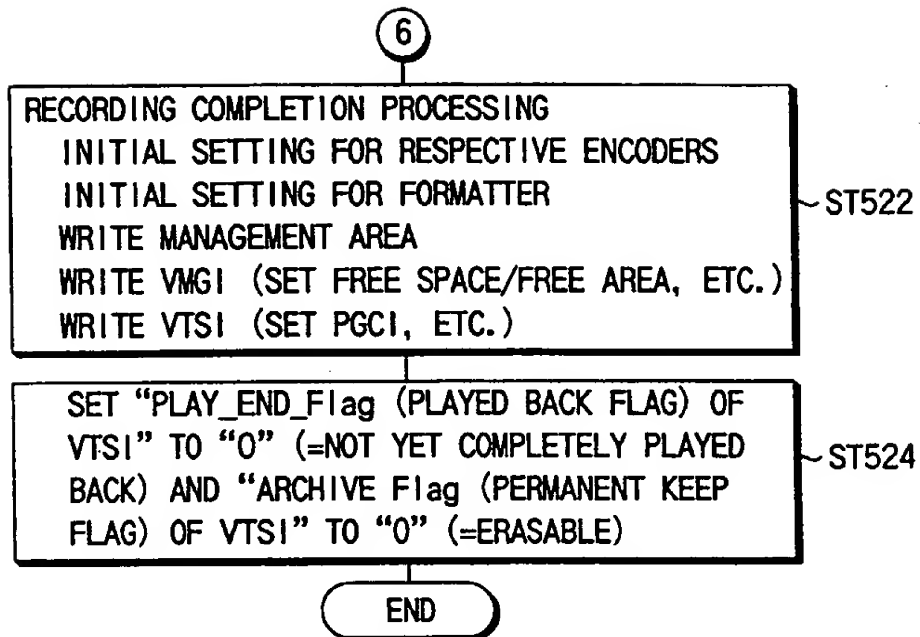 6
RECORDING COMPLETION PROCESSING
INITIAL SETTING FOR RESPECTIVE ENCODERS
INITIAL SETTING FOR FORMATTER
WRITE MANAGEMENT AREA
WRITE VMGI (SET FREE SPACE/FREE AREA, ETC.)
WRITE VTSI (SET PGCI, ETC.)
ST522
SET “PLAY_END_Flag (PLAYED BACK FLAG) OF
VTSI” TO “0” (=NOT YET COMPLETELY PLAYED
BACK) AND “ARCHIVE Flag (PERMANENT KEEP
FLAG) OF VTSI” TO “0” (=ERASABLE)
ST524
END